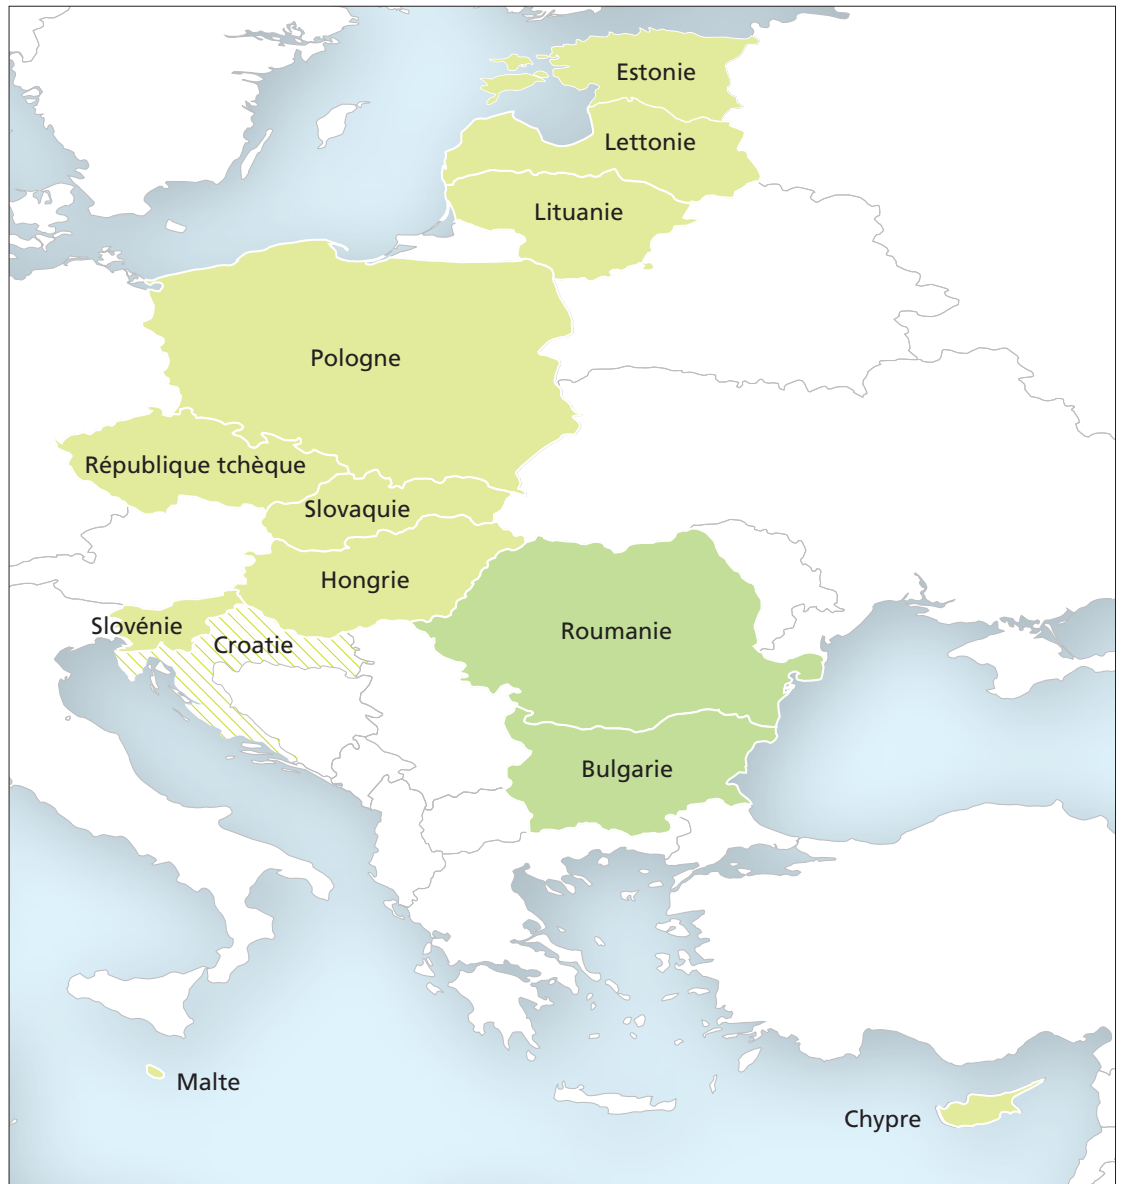 Estonie
Lettonie
Lituanie
Pologne
République tchèque
Slovaquie
Hongrie
Slovénie
Croatie
Roumanie
Bulgarie
Malte
Chypre